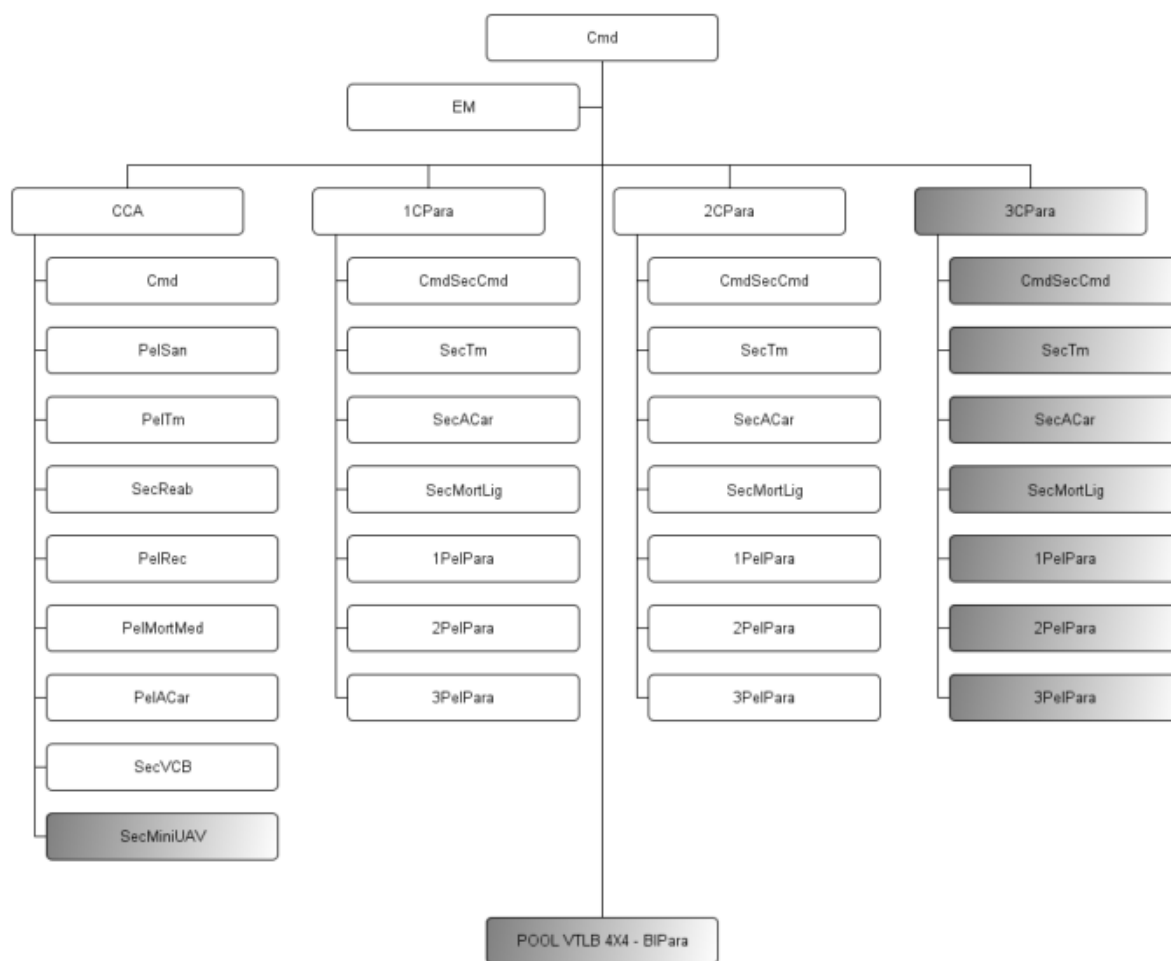 Cmd
EM
CCA
1CPara
2CPara
3CPara
Cmd
CmdSecCmd
CmdSecCmd
CmdSecCmd
PelSan
SecTm
SecTm
SecTm
PelTm
SecACar
SecACar
SecACar
SecReab
SecMortLig
SecMortLig
SecMortLig
PelRec
1PelPara
1PelPara
1PelPara
PelMortMed
2PelPara
2PelPara
2PelPara
PelACar
3PelPara
3PelPara
3PelPara
SecVCB
SecMiniUAV
POOL VTLB 4X4 - BIPara